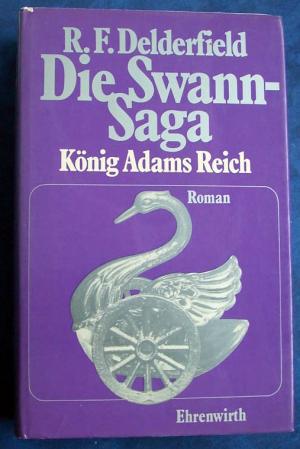 R. F. Delderfield
Die Swann-
Saga
König Adams Reich
Roman
Ehrenwirth